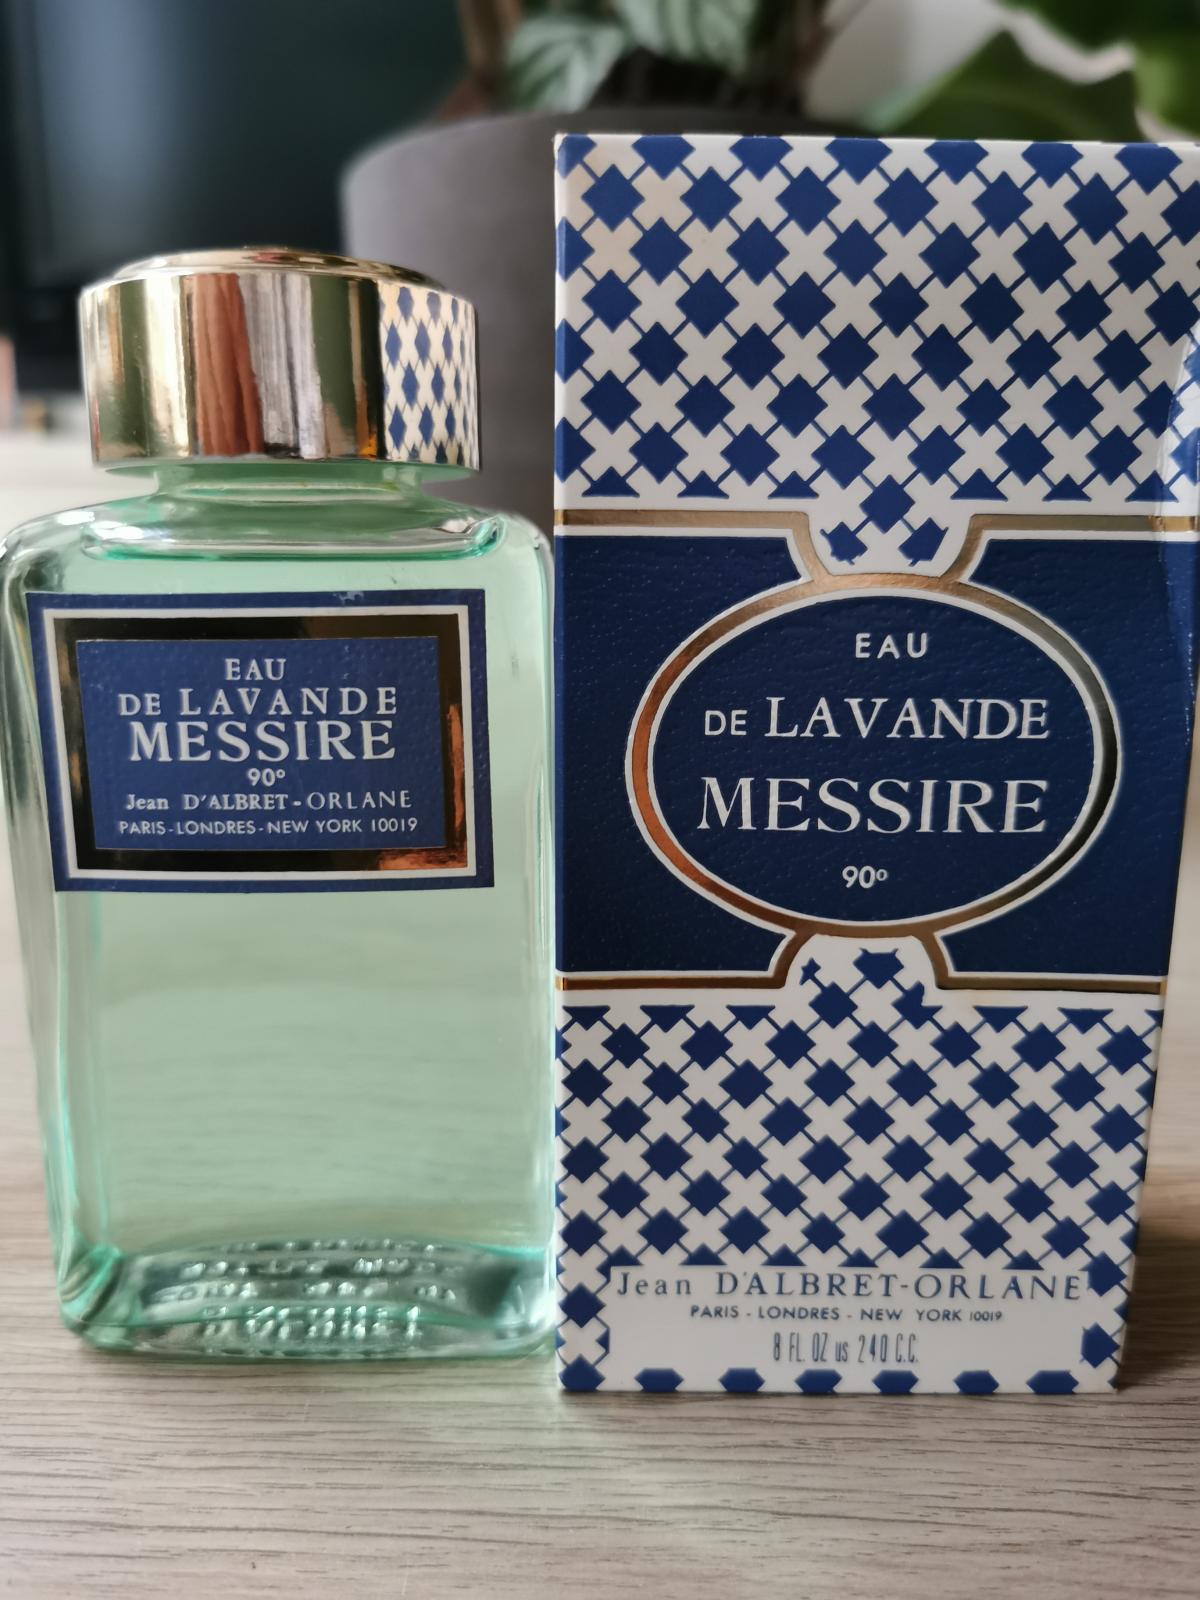 EAU
DE LAVANDE
MESSIRE
90°
Jean D'ALBRET-ORLANE
PARIS-LONDRES-NEW YORK 10019
EAU
DE LAVANDE
MESSIRE
90°
Jean D'ALBRET-ORLANE
PARIS - LONDRES - NEW YORK 10019
8 FL. OZ us 240 C.C.